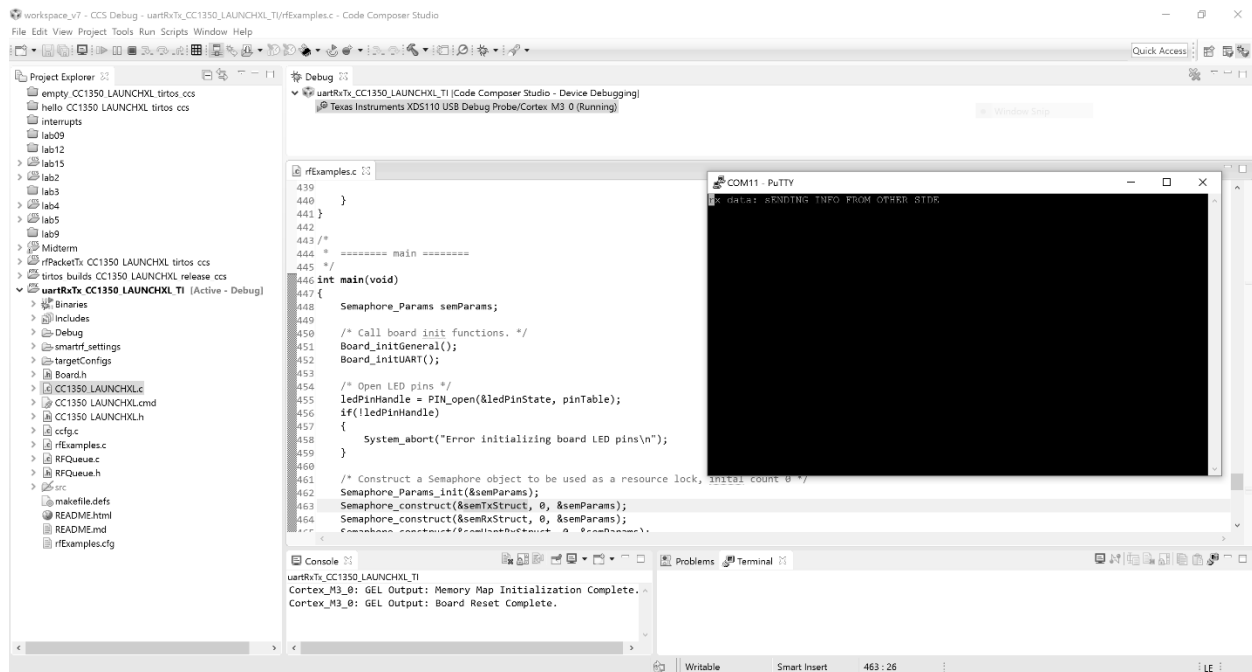 workspace_v7 - CCS Debug - uartRxTx_CC1350_LAUNCHXL_TI/rfExamples.c - Code Composer Studio
File Edit View Project Tools Run Scripts Window Help
Quick Access
Project Explorer
empty_CC1350_LAUNCHXL_tirtos_ccs
hello_CC1350_LAUNCHXL_tirtos_ccs
interrupts
lab09
lab12
lab15
lab2
lab3
lab4
lab5
lab9
Midterm
rfPacketTx_CC1350_LAUNCHXL_tirtos_ccs
tirtos_builds_CC1350_LAUNCHXL_release_ccs
uartRxTx_CC1350_LAUNCHXL_TI [Active - Debug]
Binaries
Includes
Debug
smartrf_settings
targetConfigs
Board.h
CC1350_LAUNCHXL.c
CC1350_LAUNCHXL.cmd
CC1350_LAUNCHXL.h
ccfg.c
rfExamples.c
RFQueue.c
RFQueue.h
src
makefile.defs
README.html
README.md
rfExamples.cfg
Debug
uartRxTx_CC1350_LAUNCHXL_TI [Code Composer Studio - Device Debugging]
Texas Instruments XDS110 USB Debug Probe/Cortex_M3_0 (Running)
Window Snip
rfExamples.c
439
440 }
441 }
442
443 /*
444 * ======== main ========
445 */
446 int main(void)
447 {
448 Semaphore_Params semParams;
449
450 /* Call board init functions. */
451 Board_initGeneral();
452 Board_initUART();
453
454 /* Open LED pins */
455 ledPinHandle = PIN_open(&ledPinState, pinTable);
456 if(!ledPinHandle)
457 {
458 System_abort("Error initializing board LED pins\n");
459 }
460
461 /* Construct a Semaphore object to be used as a resource lock, inital count 0 */
462 Semaphore_Params_init(&semParams);
463 Semaphore_construct(&semTxStruct, 0, &semParams);
464 Semaphore_construct(&semRxStruct, 0, &semParams);
465 Semaphore_construct(&semUartRxStruct, 0, &semParams);
COM11 - PuTTY
rx data: sENDING INFO FROM OTHER SIDE
Console
uartRxTx_CC1350_LAUNCHXL_TI
Cortex_M3_0: GEL Output: Memory Map Initialization Complete.
Cortex_M3_0: GEL Output: Board Reset Complete.
Problems Terminal
Writable Smart Insert 463 : 26 LE